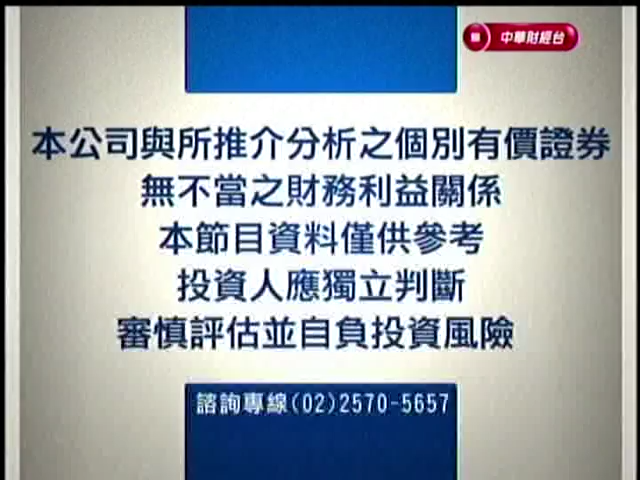 中華財經台
本公司與所推介分析之個別有價證券
無不當之財務利益關係
本節目資料僅供參考
投資人應獨立判斷
審慎評估並自負投資風險
諮詢專線(02)2570-5657